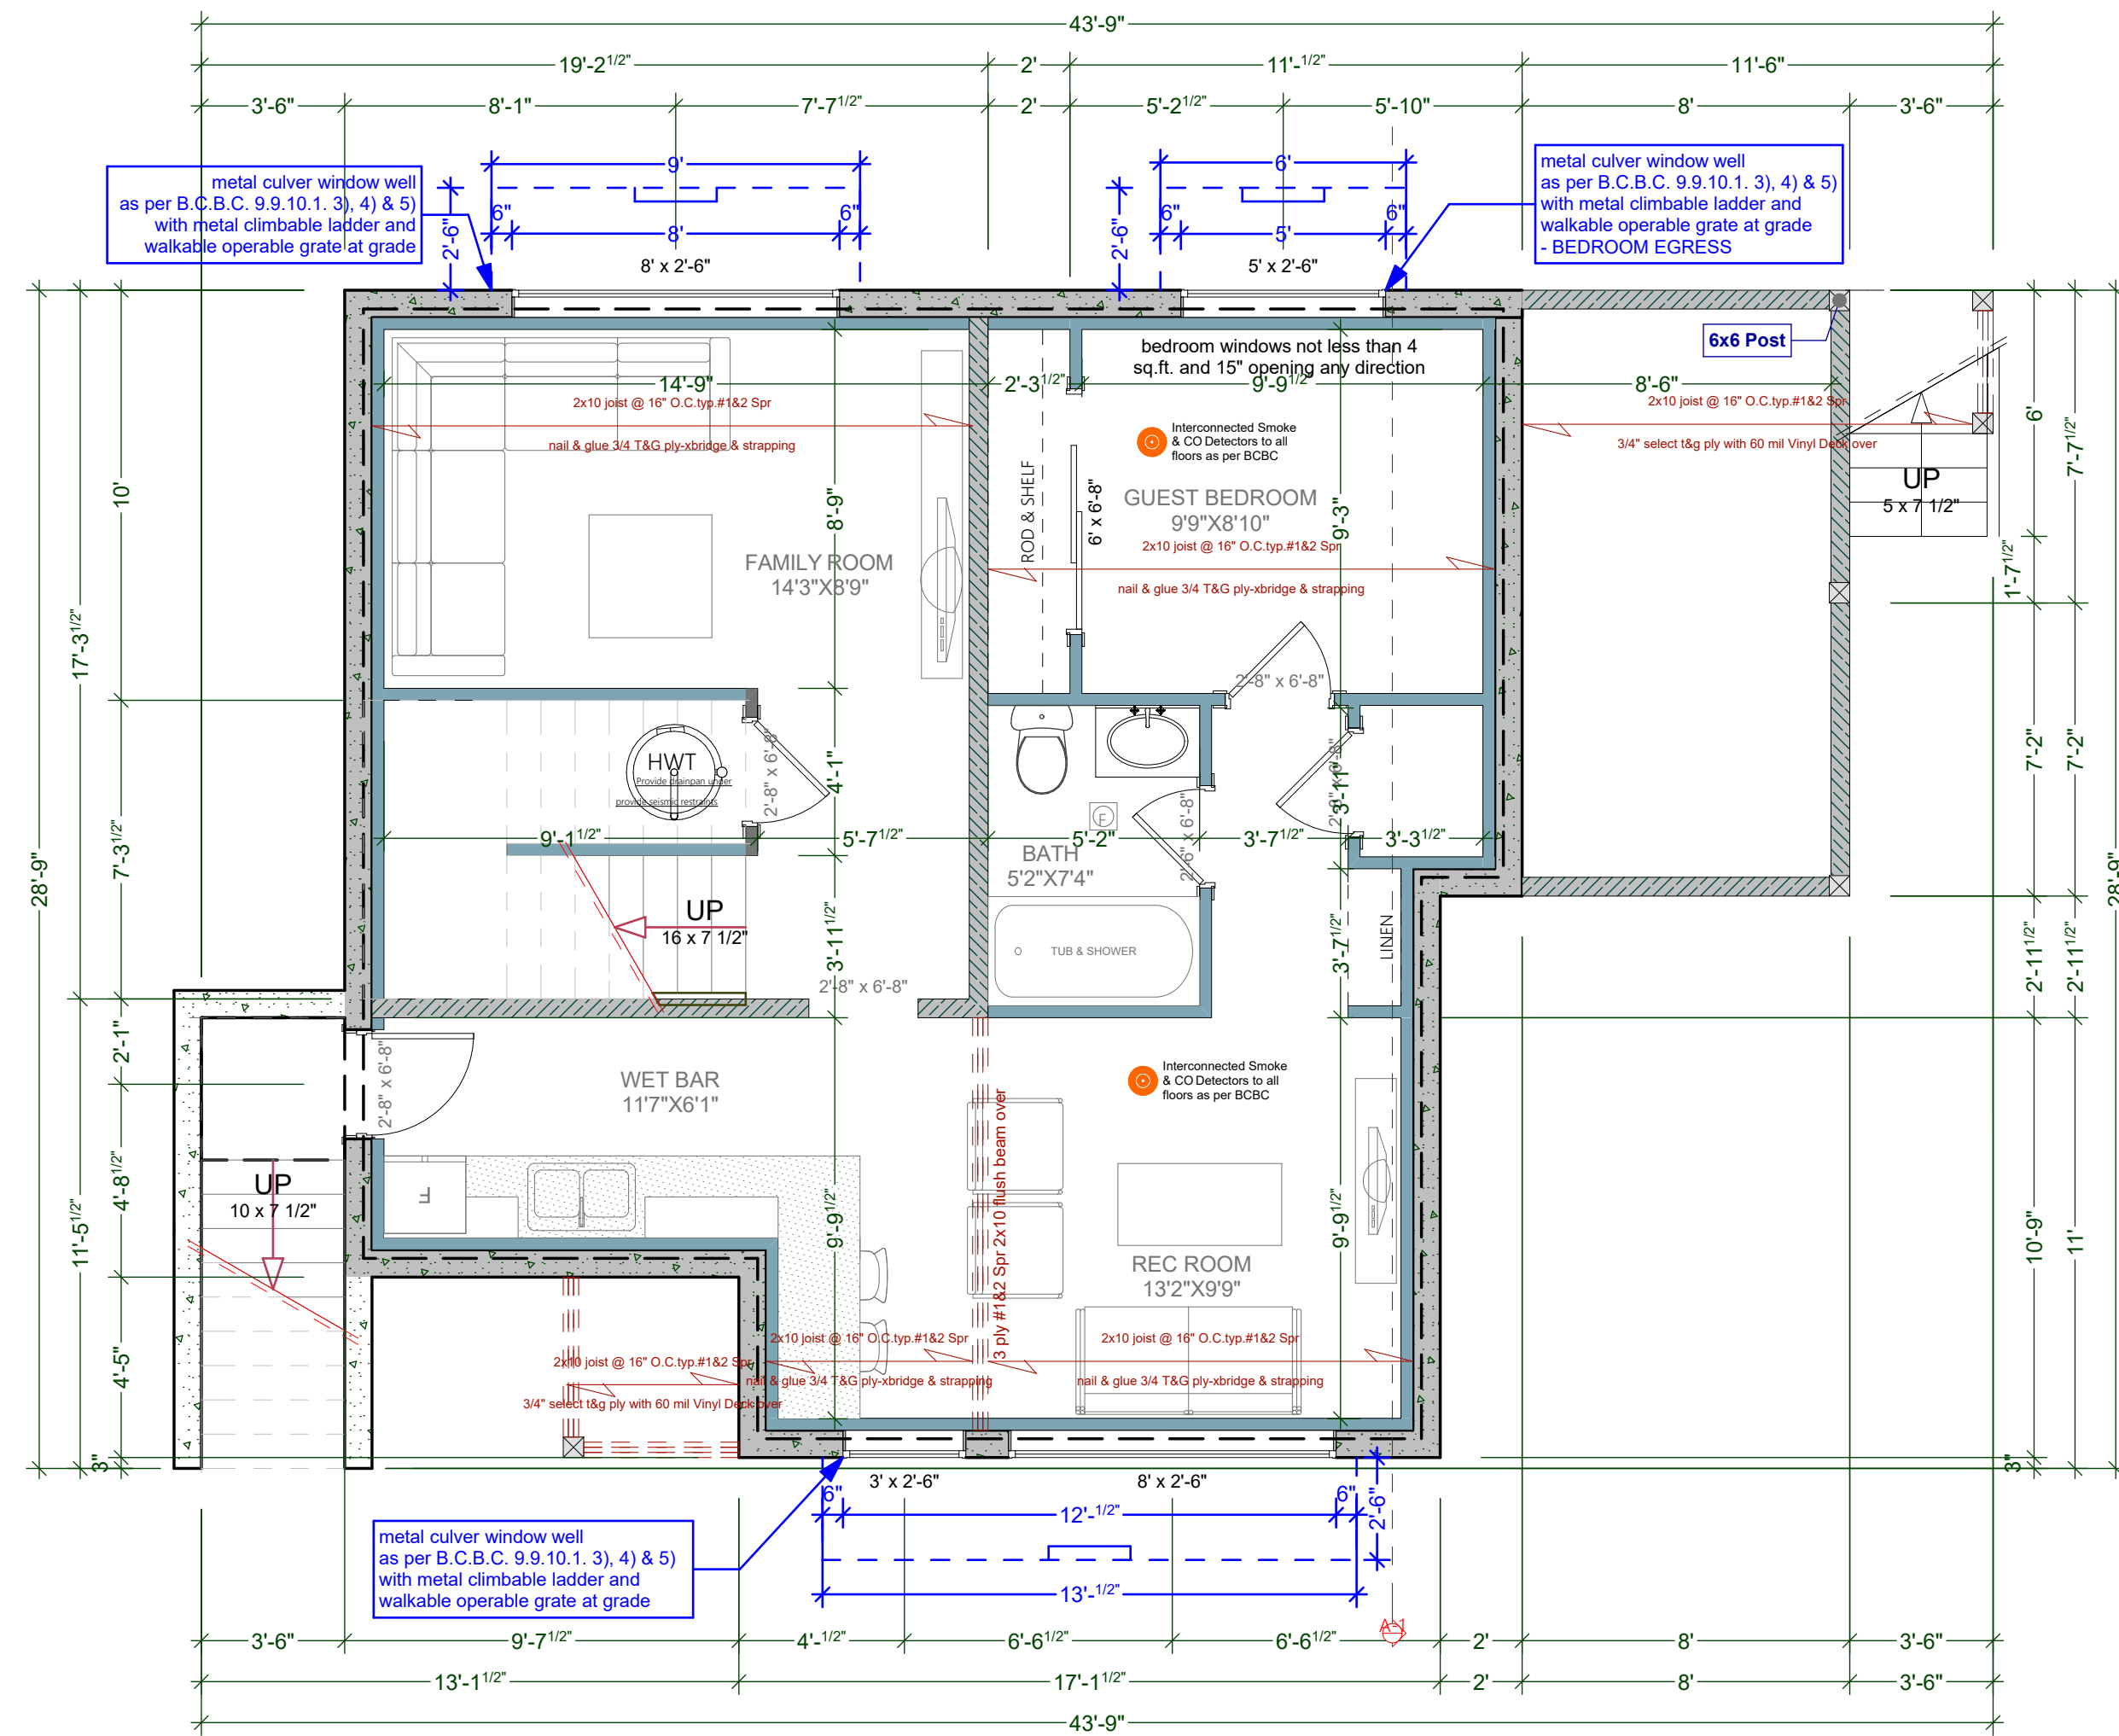 43'-9"
19'-2 1/2"
2'
11'- 1/2"
11'-6"
3'-6"
8'-1"
7'-7 1/2"
2'
5'-2 1/2"
5'-10"
8'
3'-6"
metal culver window well
as per B.C.B.C. 9.9.10.1. 3), 4) & 5)
with metal climbable ladder and
walkable operable grate at grade
9'
6"
6"
8'
2'-6"
8' x 2'-6"
6'
6"
6"
5'
2'-6"
5' x 2'-6"
metal culver window well
as per B.C.B.C. 9.9.10.1. 3), 4) & 5)
with metal climbable ladder and
walkable operable grate at grade
- BEDROOM EGRESS
6x6 Post
bedroom windows not less than 4
sq.ft. and 15" opening any direction
14'-9"
2'-3 1/2"
9'-9 1/2"
8'-6"
2x10 joist @ 16" O.C.typ.#1&2 Spr
nail & glue 3/4 T&G ply-xbridge & strapping
2x10 joist @ 16" O.C.typ.#1&2 Spr
3/4" select t&g ply with 60 mil Vinyl Deck over
Interconnected Smoke
& CO Detectors to all
floors as per BCBC
ROD & SHELF
6' x 6'-8"
GUEST BEDROOM
9'9"X8'10"
2x10 joist @ 16" O.C.typ.#1&2 Spr
nail & glue 3/4 T&G ply-xbridge & strapping
8'-9"
9'-3"
FAMILY ROOM
14'3"X8'9"
UP
5 x 7 1/2"
6'
7'-7 1/2"
1'-7 1/2"
10'
17'-3 1/2"
28'-9"
7'-3 1/2"
2'-8" x 6'-8"
HWT
Provide drainpan under
provide seismic restraints
2'-8" x 6'-8"
4'-1"
2'-8" x 6'-8"
3'-11"
9'-1 1/2"
5'-7 1/2"
5'-2"
3'-7 1/2"
3'-3 1/2"
F
2'-6" x 6'-8"
BATH
5'2"X7'4"
UP
16 x 7 1/2"
3'-11 1/2"
TUB & SHOWER
3'-7 1/2"
LINEN
2'-8" x 6'-8"
7'-2"
7'-2"
28'-9"
2'-11 1/2"
2'-11 1/2"
2'-1"
4'-8 1/2"
11'-5 1/2"
4'-5"
3"
2'-8" x 6'-8"
WET BAR
11'7"X6'1"
Interconnected Smoke
& CO Detectors to all
floors as per BCBC
3 ply #1&2 Spr 2x10 flush beam over
UP
10 x 7 1/2"
F
9'-9 1/2"
9'-9 1/2"
REC ROOM
13'2"X9'9"
10'-9"
11'
3"
2x10 joist @ 16" O.C.typ.#1&2 Spr
nail & glue 3/4 T&G ply-xbridge & strapping
2x10 joist @ 16" O.C.typ.#1&2 Spr
nail & glue 3/4 T&G ply-xbridge & strapping
2x10 joist @ 16" O.C.typ.#1&2 Spr
3/4" select t&g ply with 60 mil Vinyl Deck over
3' x 2'-6"
8' x 2'-6"
6"
12'- 1/2"
6"
2'-6"
13'- 1/2"
metal culver window well
as per B.C.B.C. 9.9.10.1. 3), 4) & 5)
with metal climbable ladder and
walkable operable grate at grade
A-1
3'-6"
9'-7 1/2"
4'- 1/2"
6'-6 1/2"
6'-6 1/2"
2'
8'
3'-6"
13'-1 1/2"
17'-1 1/2"
2'
8'
3'-6"
43'-9"